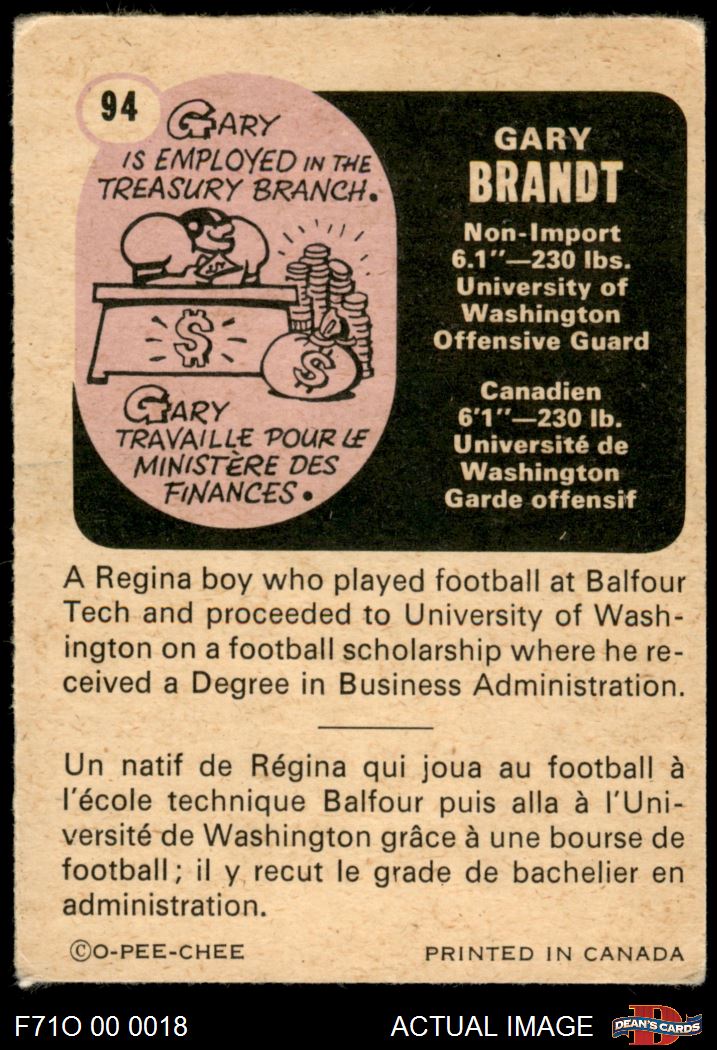 94
GARY
IS EMPLOYED IN THE
TREASURY BRANCH.
$
$
GARY
TRAVAILLE POUR LE
MINISTÈRE DES
FINANCES.
GARY
BRANDT
Non-Import
6.1"—230 lbs.
University of
Washington
Offensive Guard
Canadien
6'1"—230 lb.
Université de
Washington
Garde offensif
A Regina boy who played football at Balfour
Tech and proceeded to University of Wash-
ington on a football scholarship where he re-
ceived a Degree in Business Administration.
Un natif de Régina qui joua au football à
l'école technique Balfour puis alla à l'Uni-
versité de Washington grâce à une bourse de
football; il y recut le grade de bachelier en
administration.
©O-PEE-CHEE
PRINTED IN CANADA
F71O 00 0018
ACTUAL IMAGE
DEAN'S CARDS